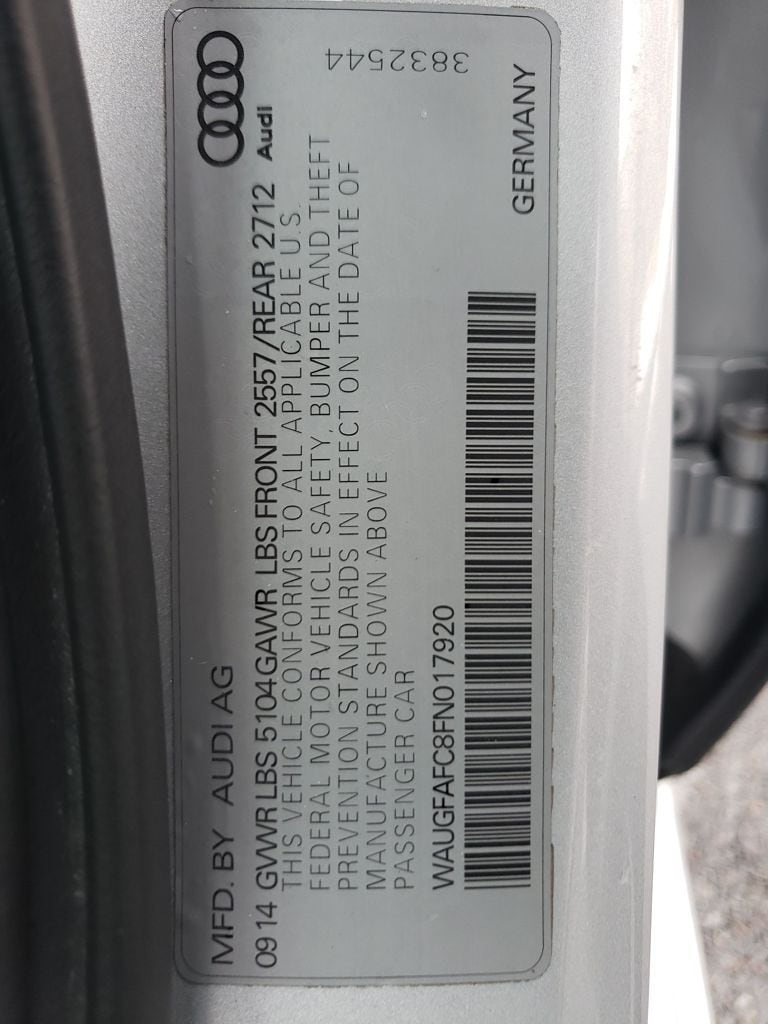 MFD. BY AUDI AG
Audi
09 14 GVWR LBS 5104 GAWR LBS FRONT 2557/REAR 2712
THIS VEHICLE CONFORMS TO ALL APPLICABLE U.S.
FEDERAL MOTOR VEHICLE SAFETY, BUMPER AND THEFT
PREVENTION STANDARDS IN EFFECT ON THE DATE OF
MANUFACTURE SHOWN ABOVE
PASSENGER CAR
3832544
WAUGFAFC8FN017920
GERMANY